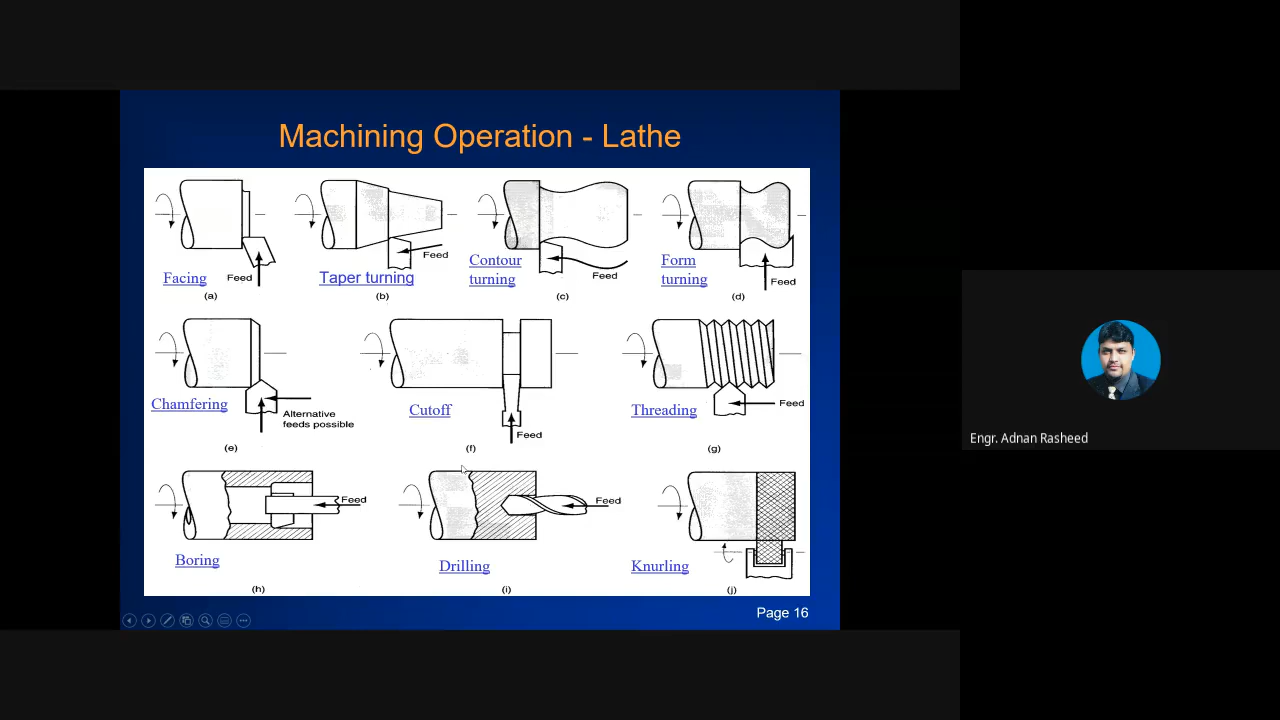 Machining Operation - Lathe
Facing
Feed
(a)
Taper turning
Feed
(b)
Contour
turning
Feed
(c)
Form
turning
Feed
(d)
Chamfering
Alternative
feeds possible
(e)
Cutoff
Feed
(f)
Threading
Feed
(g)
Boring
Feed
(h)
Drilling
Feed
(i)
Knurling
(j)
Page 16
Engr. Adnan Rasheed